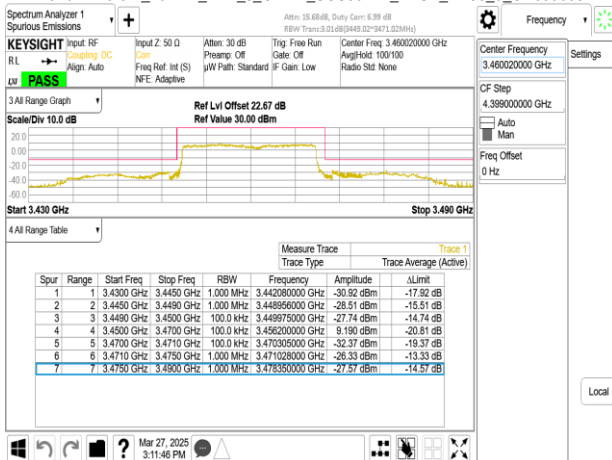 Spectrum Analyzer 1
Spurious Emissions
+
Attn: 15.68dB, Duty Corr: 6.99 dB
RBW Trans:3.01dB(3449.02~3471.02MHz)
Frequency
KEYSIGHT Input: RF Input Z: 50 Ω Atten: 30 dB Trig: Free Run Center Freq: 3.460020000 GHz
RL Coupling: DC Corr Preamp: Off Gate: Off Avg|Hold: 100/100
Align: Auto Freq Ref: Int (S) µW Path: Standard IF Gain: Low Radio Std: None
LXI PASS NFE: Adaptive
Center Frequency
3.460020000 GHz
Settings
CF Step
4.399000000 GHz
Auto
Man
Freq Offset
0 Hz
3 All Range Graph
Ref Lvl Offset 22.67 dB
Scale/Div 10.0 dB Ref Value 30.00 dBm
20.0
0.00
-20.0
-40.0
-60.0
Start 3.430 GHz Stop 3.490 GHz
4 All Range Table
Measure Trace Trace 1
Trace Type Trace Average (Active)
Spur Range Start Freq Stop Freq RBW Frequency Amplitude ΔLimit
1 1 3.4300 GHz 3.4450 GHz 1.000 MHz 3.442080000 GHz -30.92 dBm -17.92 dB
2 2 3.4450 GHz 3.4490 GHz 1.000 MHz 3.448956000 GHz -28.51 dBm -15.51 dB
3 3 3.4490 GHz 3.4500 GHz 100.0 kHz 3.449975000 GHz -27.74 dBm -14.74 dB
4 4 3.4500 GHz 3.4700 GHz 100.0 kHz 3.456200000 GHz 9.190 dBm -20.81 dB
5 5 3.4700 GHz 3.4710 GHz 100.0 kHz 3.470305000 GHz -32.37 dBm -19.37 dB
6 6 3.4710 GHz 3.4750 GHz 1.000 MHz 3.471028000 GHz -26.33 dBm -13.33 dB
7 7 3.4750 GHz 3.4900 GHz 1.000 MHz 3.478350000 GHz -27.57 dBm -14.57 dB
Local
?
Mar 27, 2025
3:11:46 PM